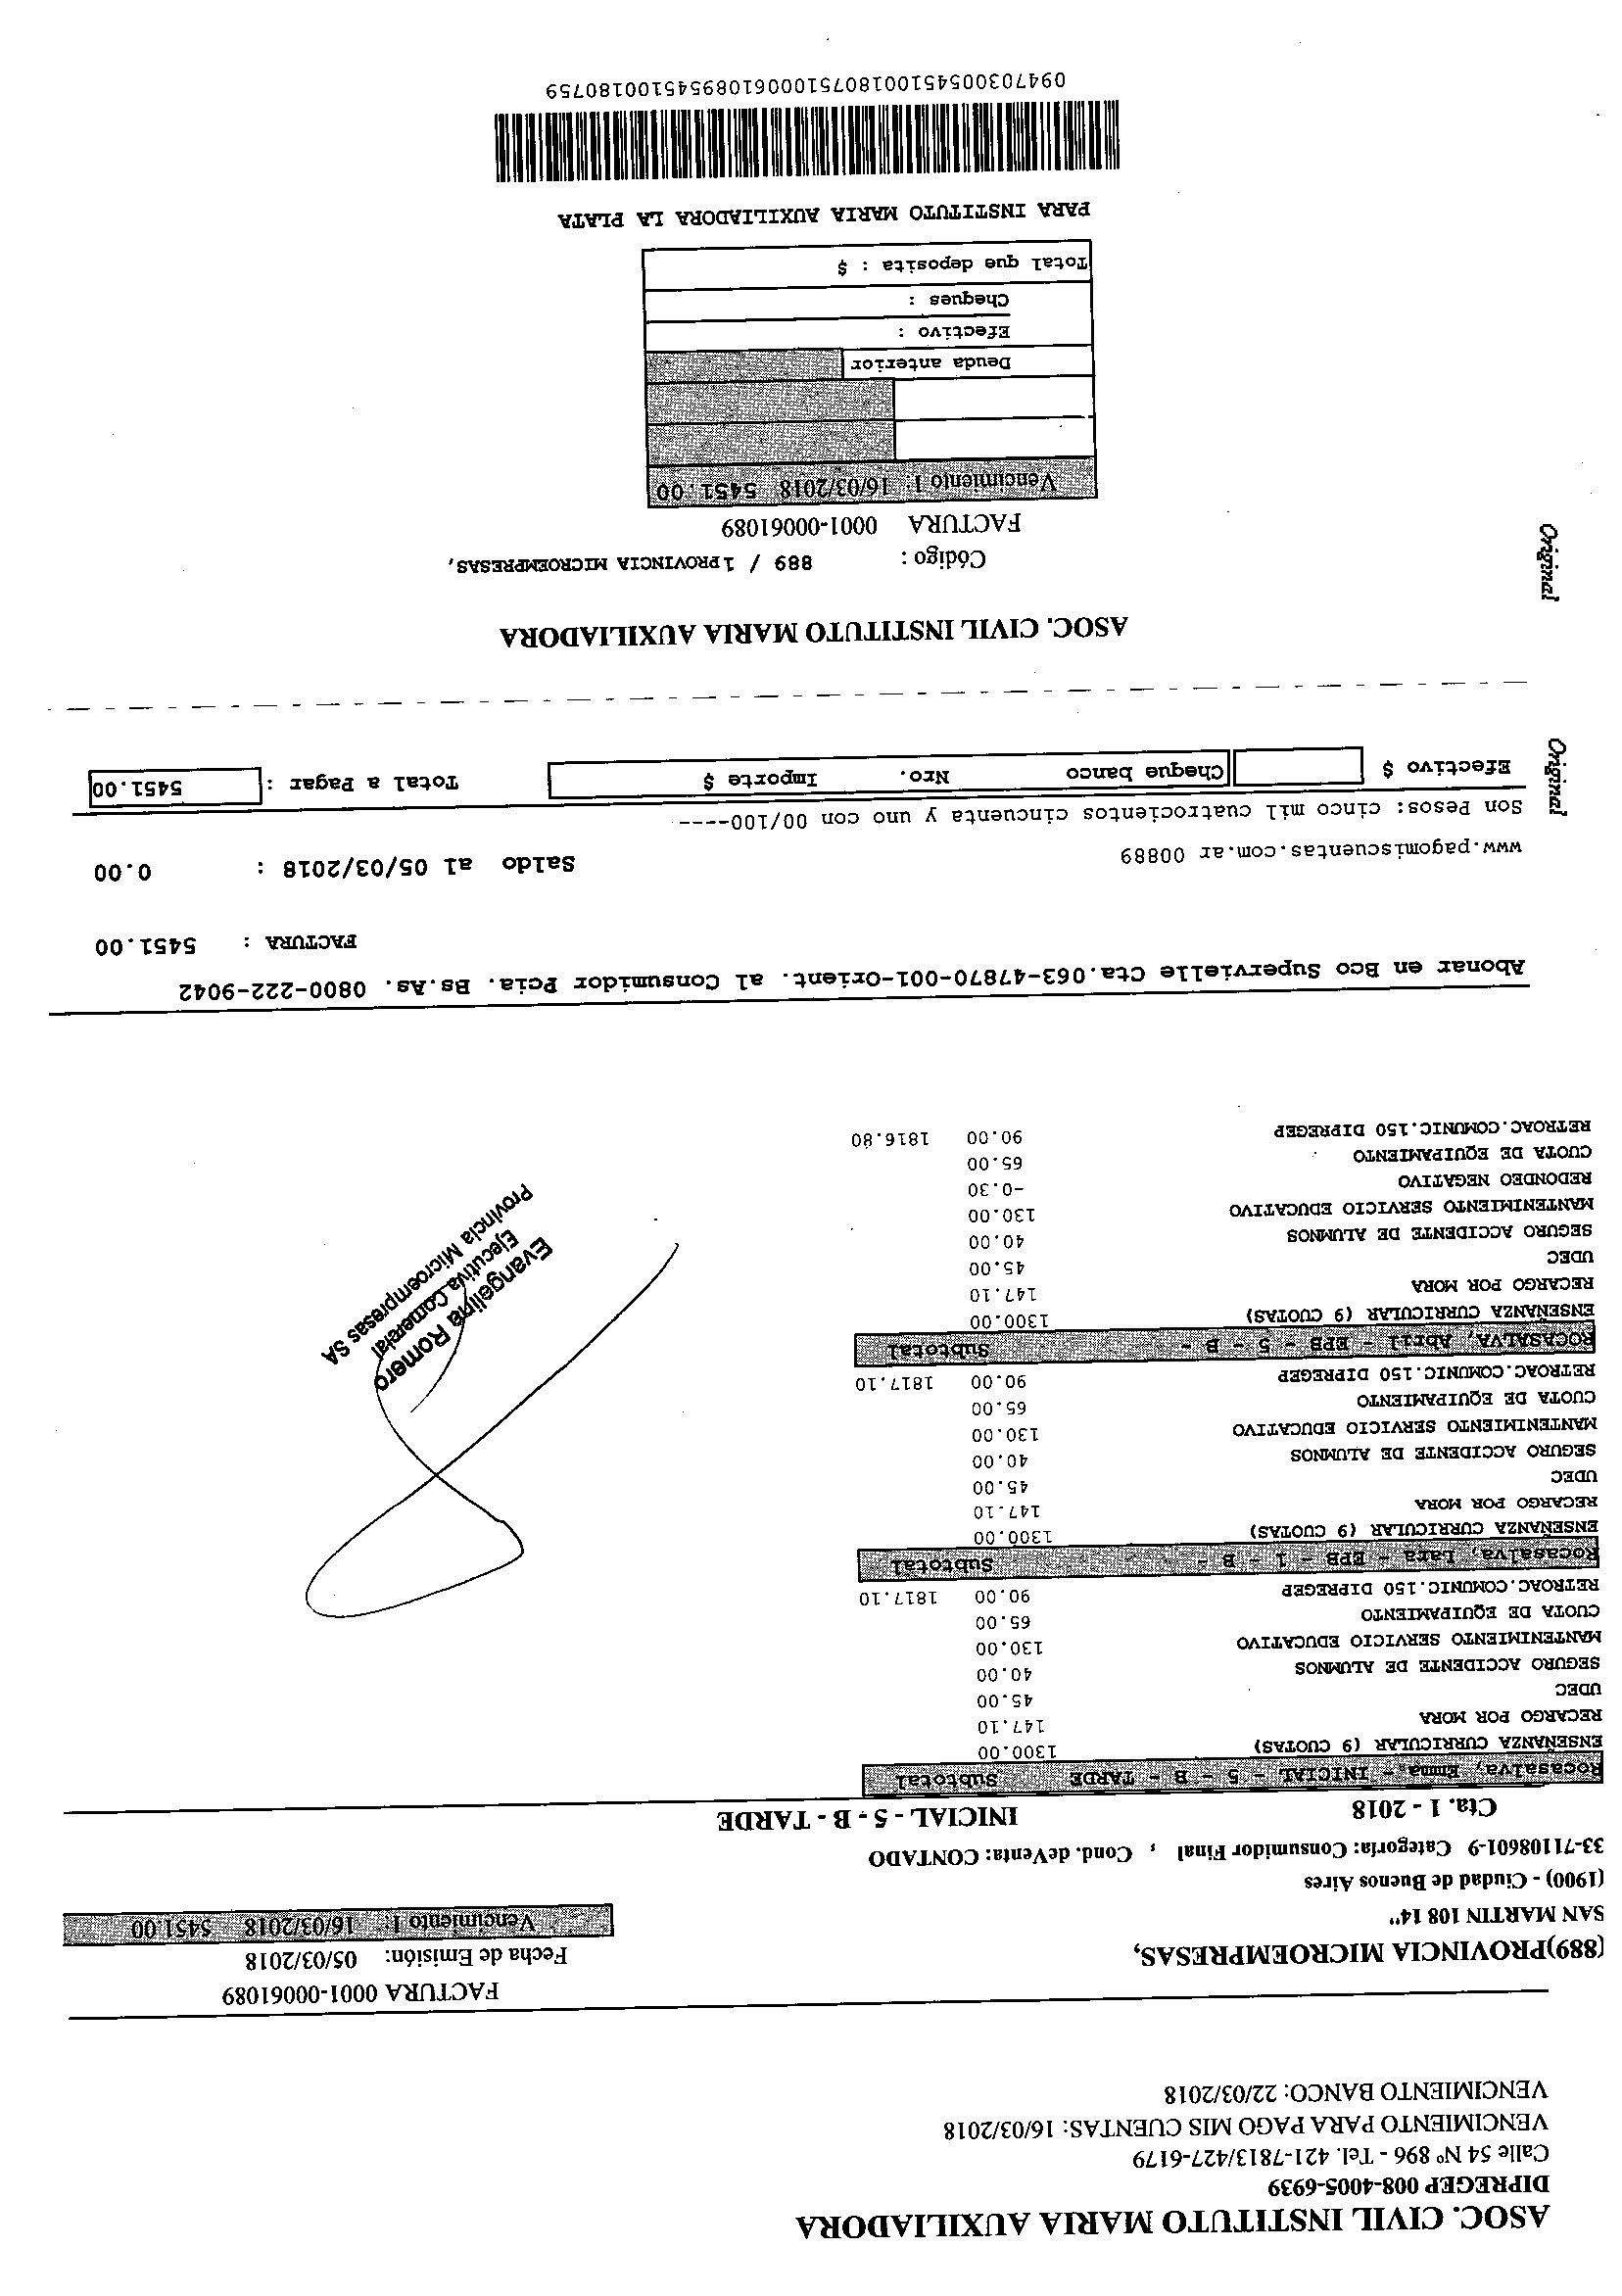 ASOC. CIVIL INSTITUTO MARIA AUXILIADORA
DIPREGEP 008-4005-6939
Calle 54 Nº 896 - Tel. 421-7813/427-6179
VENCIMIENTO PARA PAGO MIS CUENTAS: 16/03/2018
VENCIMIENTO BANCO: 22/03/2018
FACTURA 0001-00061089
(889)PROVINCIA MICROEMPRESAS,
Fecha de Emisión: 05/03/2018
SAN MARTIN 108 14"
Vencimiento 1: 16/03/2018 5451.00
(1900) - Ciudad de Buenos Aires
33-71108601-9 Categoría: Consumidor Final , Cond. deVenta: CONTADO
Cta. 1 - 2018 INICIAL - 5 - B - TARDE
Rocasalva, Emma - INICIAL - 5 - B - TARDE Subtotal
ENSEÑANZA CURRICULAR (9 CUOTAS) 1300.00
RECARGO POR MORA 147.10
UDEC 45.00
SEGURO ACCIDENTE DE ALUMNOS 40.00
MANTENIMIENTO SERVICIO EDUCATIVO 130.00
CUOTA DE EQUIPAMIENTO 65.00
RETROAC.COMUNIC.150 DIPREGEP 90.00 1817.10
Rocasalva, Lara - EPB - 1 - B - Subtotal
ENSEÑANZA CURRICULAR (9 CUOTAS) 1300.00
RECARGO POR MORA 147.10
UDEC 45.00
SEGURO ACCIDENTE DE ALUMNOS 40.00
MANTENIMIENTO SERVICIO EDUCATIVO 130.00
CUOTA DE EQUIPAMIENTO 65.00
RETROAC.COMUNIC.150 DIPREGEP 90.00 1817.10
ROCASALVA, Abril - EPB - 5 - B - Subtotal
ENSEÑANZA CURRICULAR (9 CUOTAS) 1300.00
RECARGO POR MORA 147.10
UDEC 45.00
SEGURO ACCIDENTE DE ALUMNOS 40.00
MANTENIMIENTO SERVICIO EDUCATIVO 130.00
REDONDEO NEGATIVO -0.30
CUOTA DE EQUIPAMIENTO 65.00
RETROAC.COMUNIC.150 DIPREGEP 90.00 1816.80
Evangelina Romero
Ejecutiva Comercial
Provincia Microempresas SA
Abonar en Bco Supervielle Cta.063-47870-001-Orient. al Consumidor Pcia. Bs.As. 0800-222-9042
FACTURA : 5451.00
www.pagomiscuentas.com.ar 00889
Saldo al 05/03/2018 : 0.00
Son Pesos: cinco mil cuatrocientos cincuenta y uno con 00/100----
Efectivo $ Cheque banco Nro. Importe $ Total a Pagar : 5451.00
Original
ASOC. CIVIL INSTITUTO MARIA AUXILIADORA
Original
Código : 889 / 1PROVINCIA MICROEMPRESAS,
FACTURA 0001-00061089
Vencimiento 1: 16/03/2018 5451.00
Deuda anterior
Efectivo :
Cheques :
Total que deposita : $
PARA INSTITUTO MARIA AUXILIADORA LA PLATA
094703005451001807510006108954510018​0759